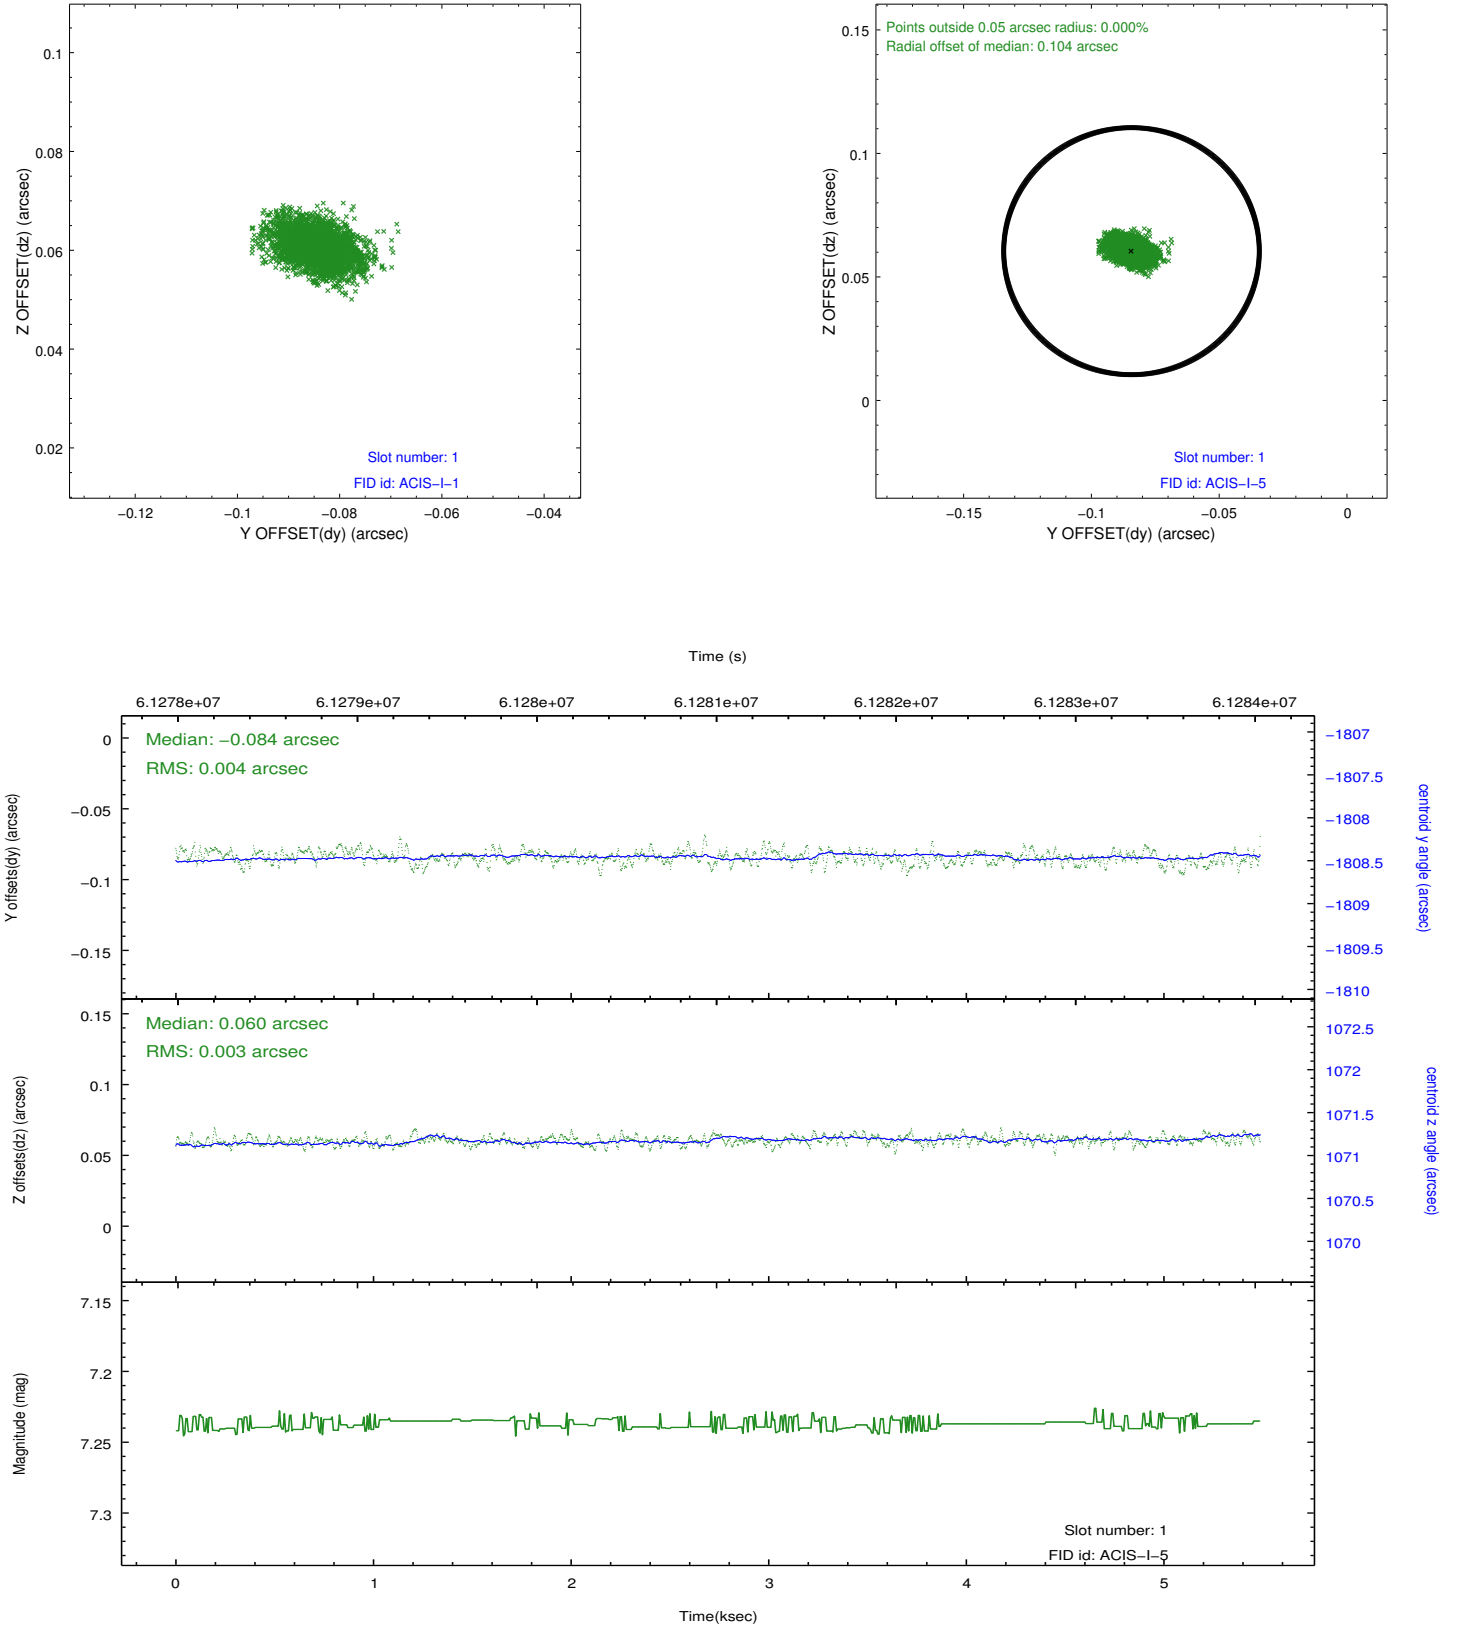 0.1
0.08
0.06
0.04
0.02
Z OFFSET(dz) (arcsec)
Slot number: 1
FID id: ACIS−I−1
−0.12
−0.1
−0.08
−0.06
−0.04
Y OFFSET(dy) (arcsec)
Points outside 0.05 arcsec radius: 0.000%
Radial offset of median: 0.104 arcsec
0.15
0.1
0.05
0
Z OFFSET(dz) (arcsec)
Slot number: 1
FID id: ACIS−I−5
−0.15
−0.1
−0.05
0
Y OFFSET(dy) (arcsec)
Time (s)
6.1278e+07
6.1279e+07
6.128e+07
6.1281e+07
6.1282e+07
6.1283e+07
6.1284e+07
Median: −0.084 arcsec
RMS: 0.004 arcsec
0
−0.05
−0.1
−0.15
Y offsets(dy) (arcsec)
−1807
−1807.5
−1808
−1808.5
−1809
−1809.5
−1810
centroid y angle (arcsec)
Median: 0.060 arcsec
RMS: 0.003 arcsec
0.15
0.1
0.05
0
Z offsets(dz) (arcsec)
1072.5
1072
1071.5
1071
1070.5
1070
centroid z angle (arcsec)
7.15
7.2
7.25
7.3
Magnitude (mag)
Slot number: 1
FID id: ACIS−I−5
0
1
2
3
4
5
Time(ksec)